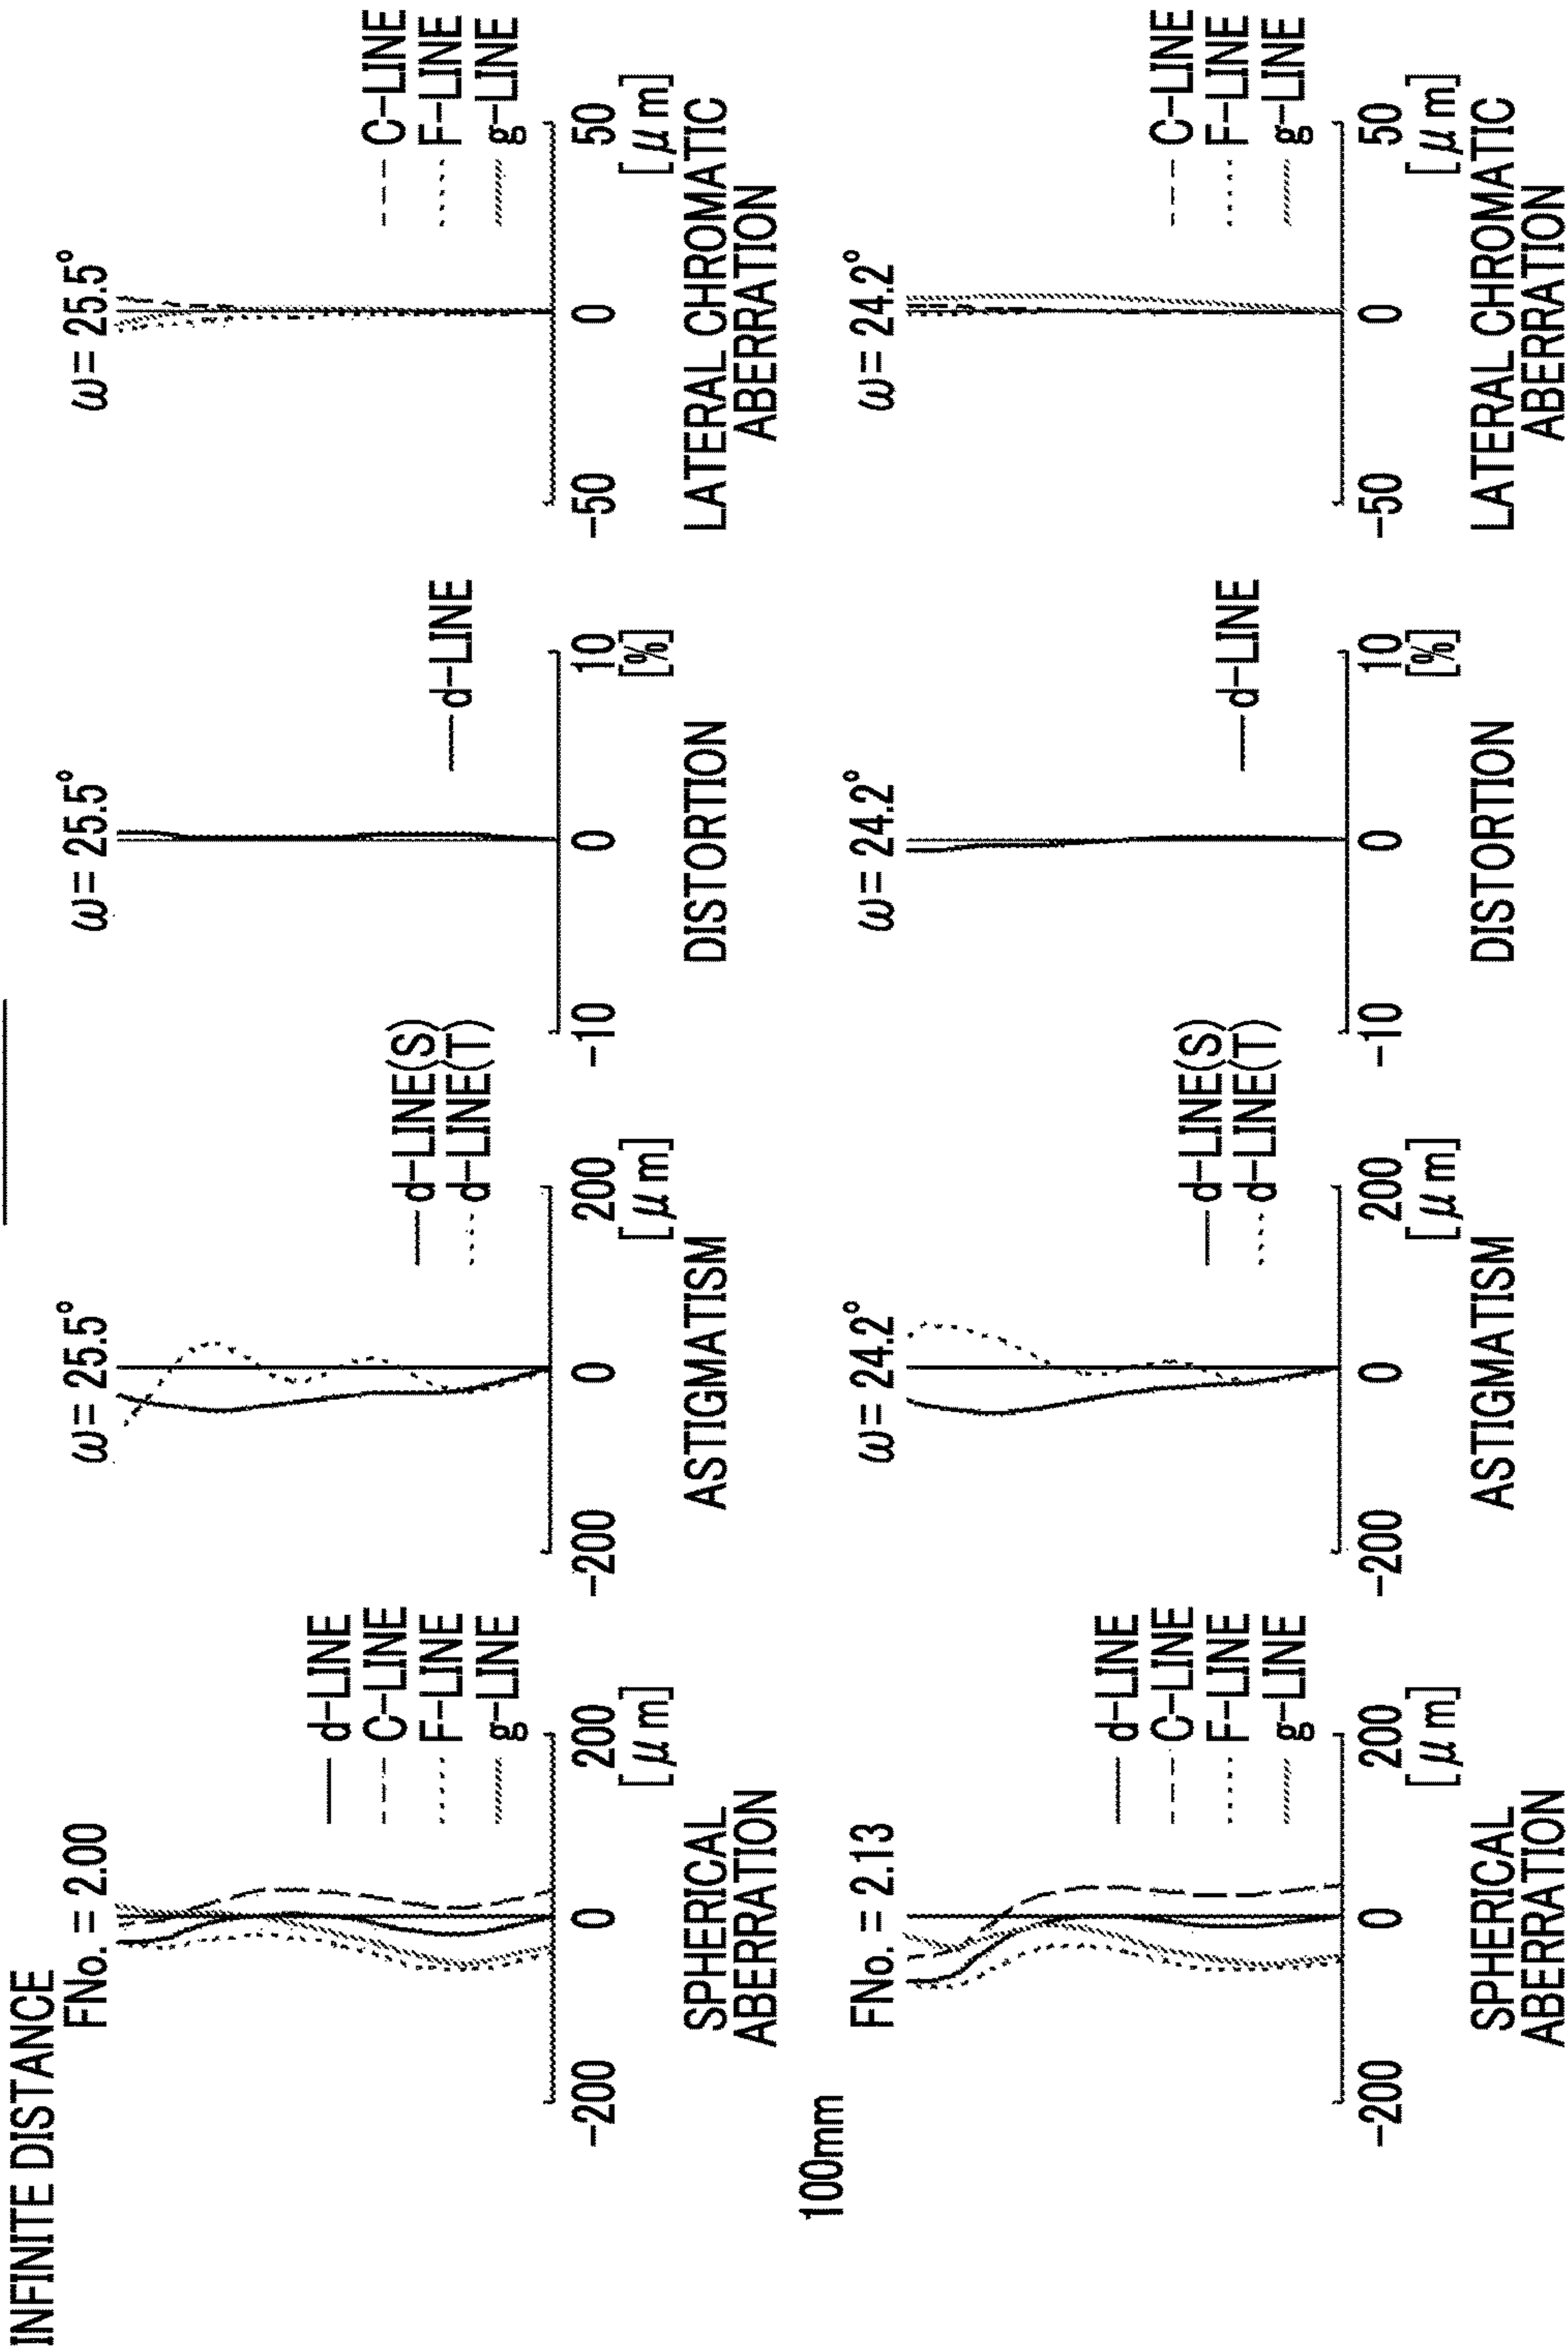 INFINITE DISTANCE
FNo. = 2.00
d-LINE
C-LINE
F-LINE
g-LINE
-200
0
200
[μm]
SPHERICAL
ABERRATION
ω= 25.5°
d-LINE(S)
d-LINE(T)
-200
0
200
[μm]
ASTIGMATISM
ω= 25.5°
d-LINE
-10
0
10
[%]
DISTORTION
ω= 25.5°
C-LINE
F-LINE
g-LINE
-50
0
50
[μm]
LATERAL CHROMATIC
ABERRATION
100mm
FNo. = 2.13
d-LINE
C-LINE
F-LINE
g-LINE
-200
0
200
[μm]
SPHERICAL
ABERRATION
ω= 24.2°
d-LINE(S)
d-LINE(T)
-200
0
200
[μm]
ASTIGMATISM
ω= 24.2°
d-LINE
-10
0
10
[%]
DISTORTION
ω= 24.2°
C-LINE
F-LINE
g-LINE
-50
0
50
[μm]
LATERAL CHROMATIC
ABERRATION